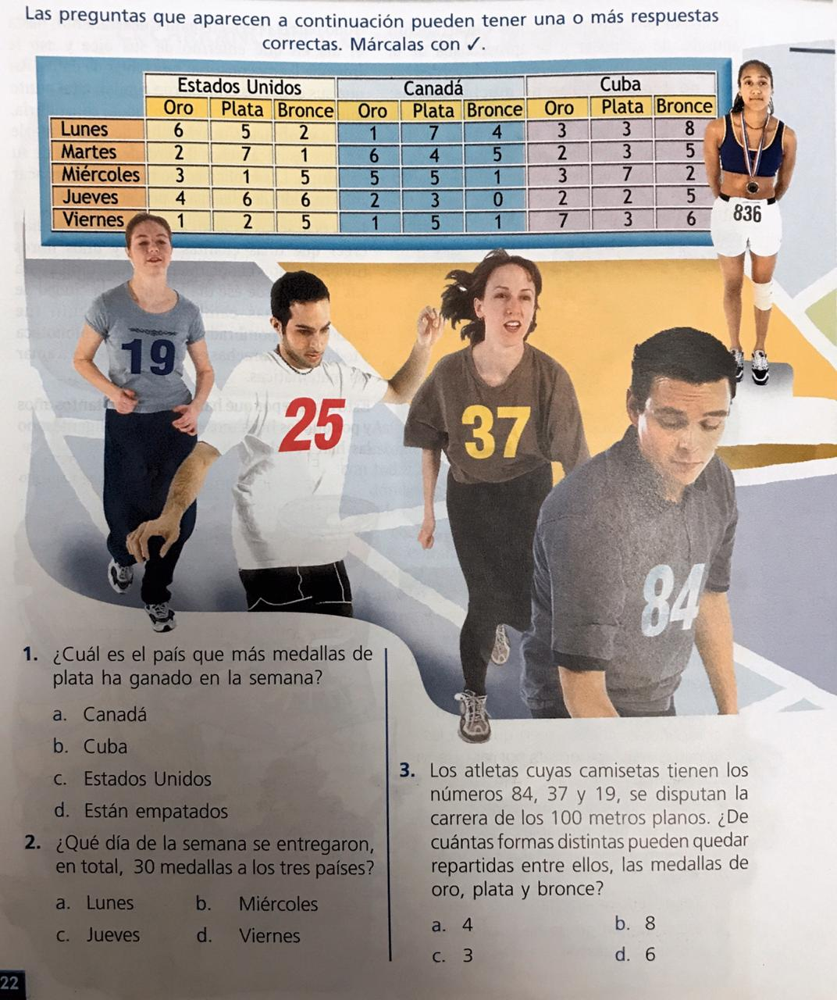 Las preguntas que aparecen a continuación pueden tener una o más respuestas
correctas. Márcalas con ✓.
Estados Unidos Canadá Cuba
Oro Plata Bronce Oro Plata Bronce Oro Plata Bronce
Lunes 6 5 2 1 7 4 3 3 8
Martes 2 7 1 6 4 5 2 3 5
Miércoles 3 1 5 5 5 1 3 7 2
Jueves 4 6 6 2 3 0 2 2 5
Viernes 1 2 5 1 5 1 7 3 6
836
19
25
37
84
1. ¿Cuál es el país que más medallas de
plata ha ganado en la semana?
a. Canadá
b. Cuba
c. Estados Unidos
d. Están empatados
2. ¿Qué día de la semana se entregaron,
en total, 30 medallas a los tres países?
a. Lunes b. Miércoles
c. Jueves d. Viernes
3. Los atletas cuyas camisetas tienen los
números 84, 37 y 19, se disputan la
carrera de los 100 metros planos. ¿De
cuántas formas distintas pueden quedar
repartidas entre ellos, las medallas de
oro, plata y bronce?
a. 4 b. 8
c. 3 d. 6
22